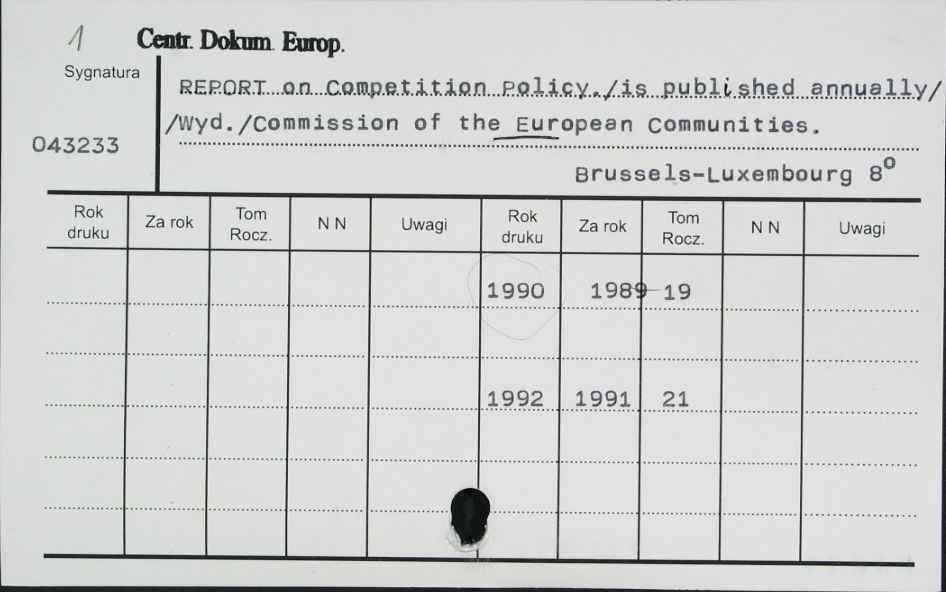 1 Centr. Dokum. Europ.
Sygnatura
REPORT on Competition Policy./is published annually/
/Wyd./Commission of the European Communities.
043233
Brussels-Luxembourg 8º
Rok druku Za rok Tom Rocz. N N Uwagi Rok druku Za rok Tom Rocz. N N Uwagi
1990 1989 19
1992 1991 21